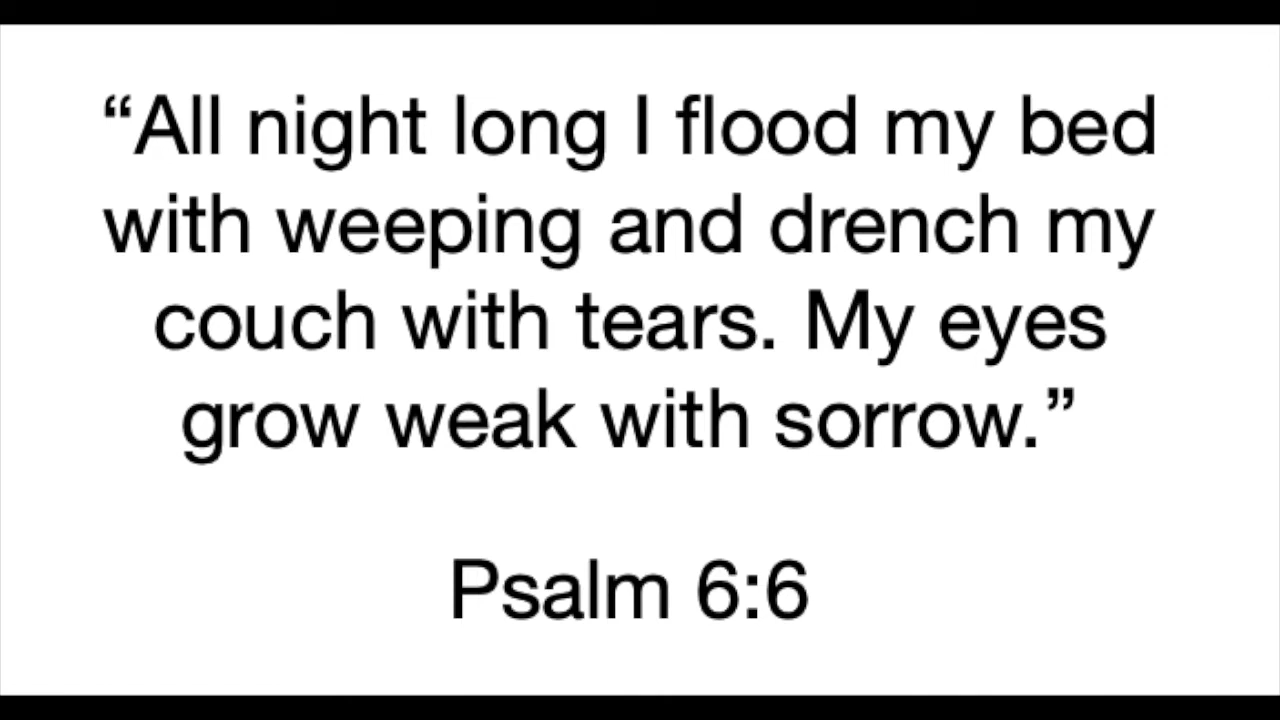 “All night long I flood my bed
with weeping and drench my
couch with tears. My eyes
grow weak with sorrow.”
Psalm 6:6